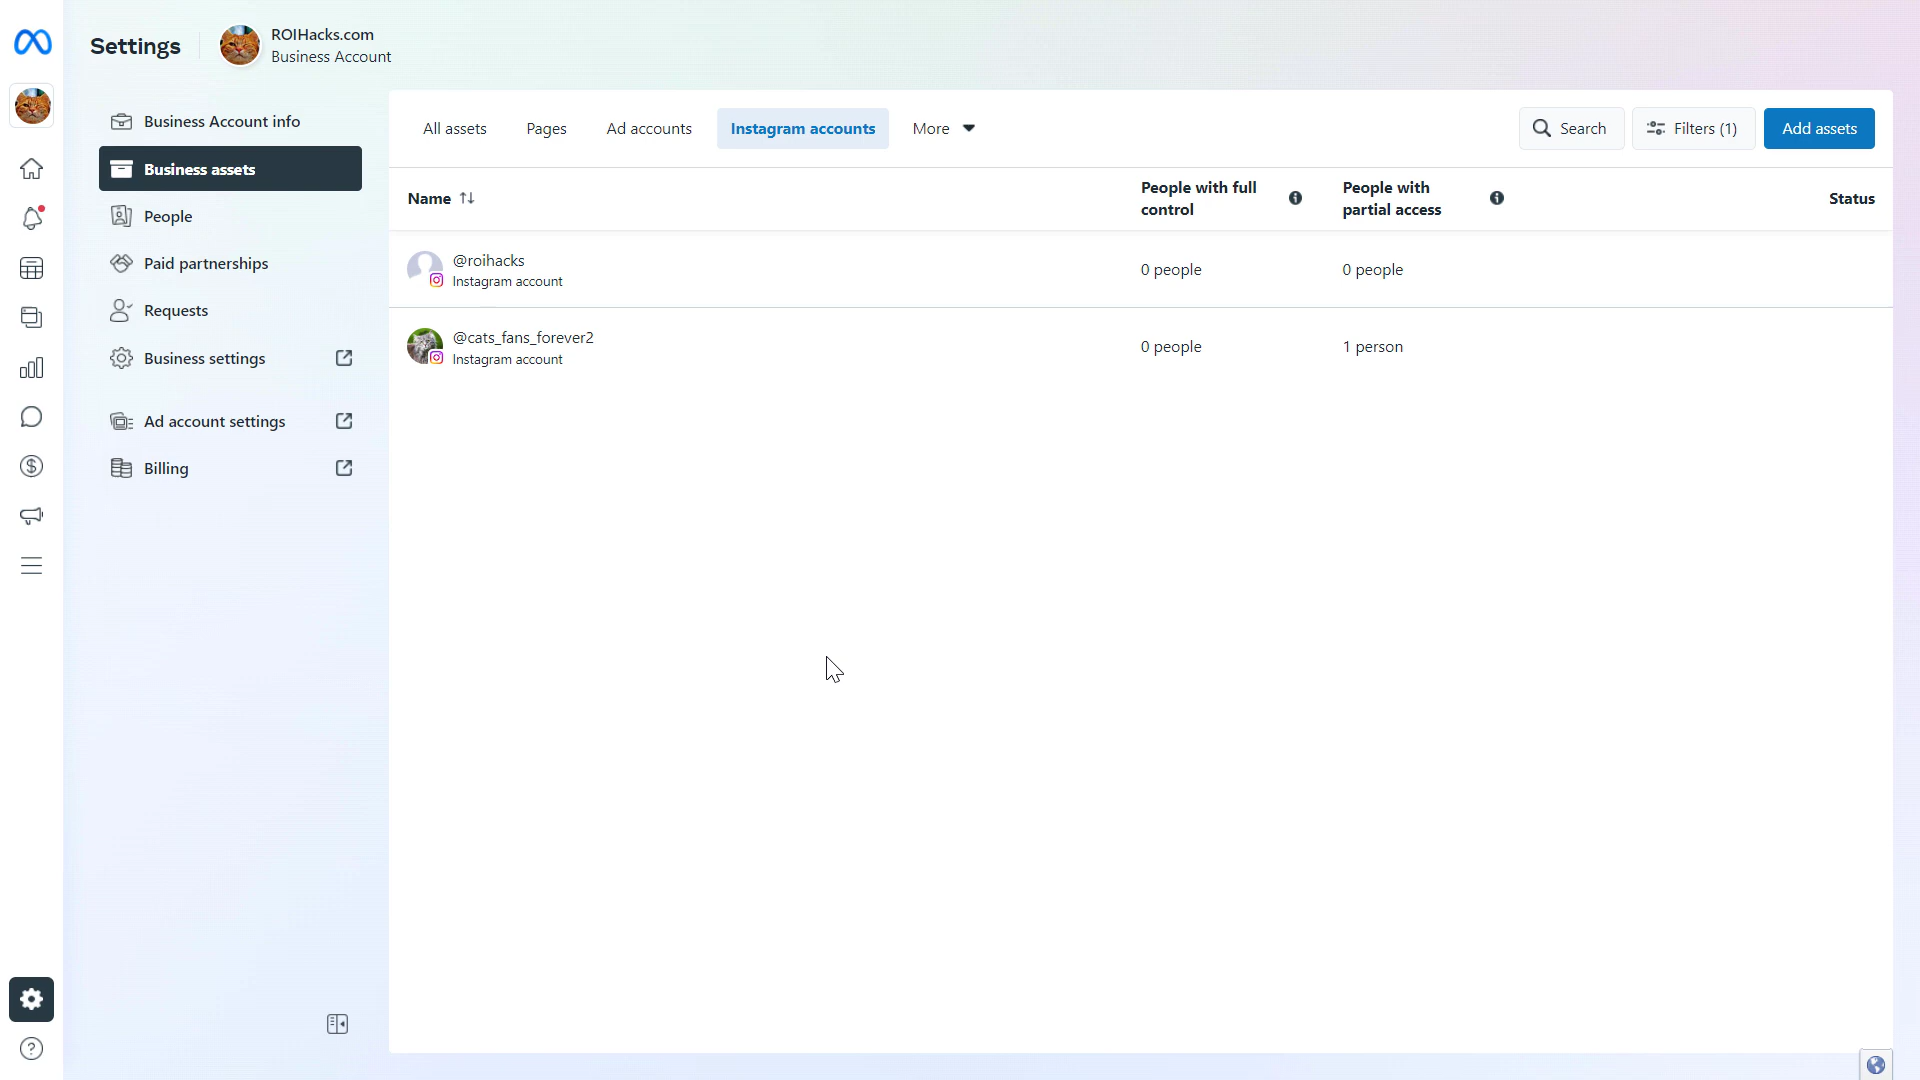 Settings
ROIHacks.com
Business Account
Business Account info
Business assets
People
Paid partnerships
Requests
Business settings
Ad account settings
Billing
All assets
Pages
Ad accounts
Instagram accounts
More
Search
Filters (1)
Add assets
Name
People with full
control
People with
partial access
Status
@roihacks
Instagram account
0 people
0 people
@cats_fans_forever2
Instagram account
0 people
1 person